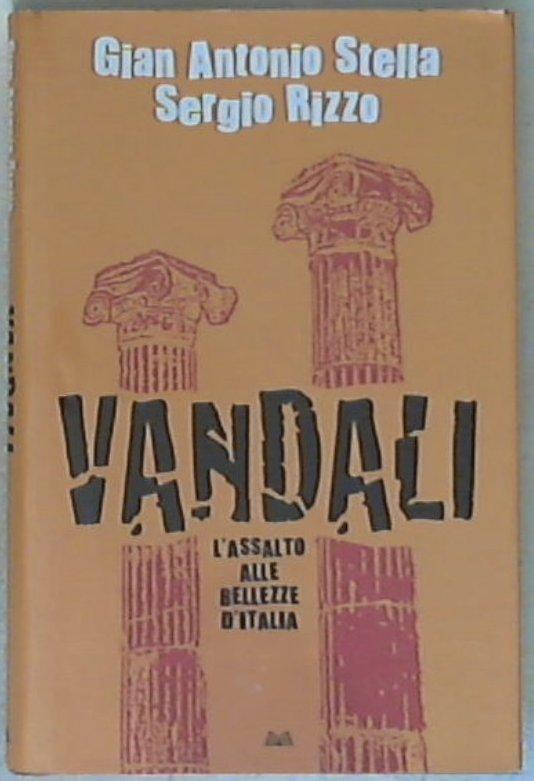 Gian Antonio Stella
Sergio Rizzo
VANDALI
L'ASSALTO
ALLE
BELLEZZE
D'ITALIA